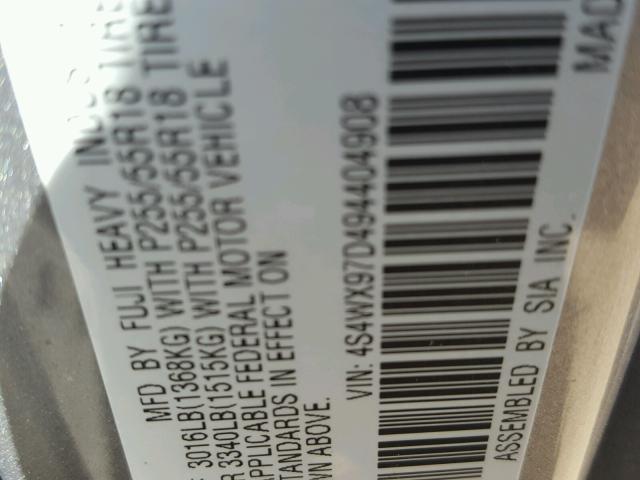 MFD BY FUJI HEAVY
3016LB(1368KG) WITH P255/55R18 TIRE
3340LB(1515KG) WITH P255/55R18 TIRE
APPLICABLE FEDERAL MOTOR VEHICLE
STANDARDS IN EFFECT ON
ABOVE.
VIN: 4S4WX97D494404908
ASSEMBLED BY SIA INC.